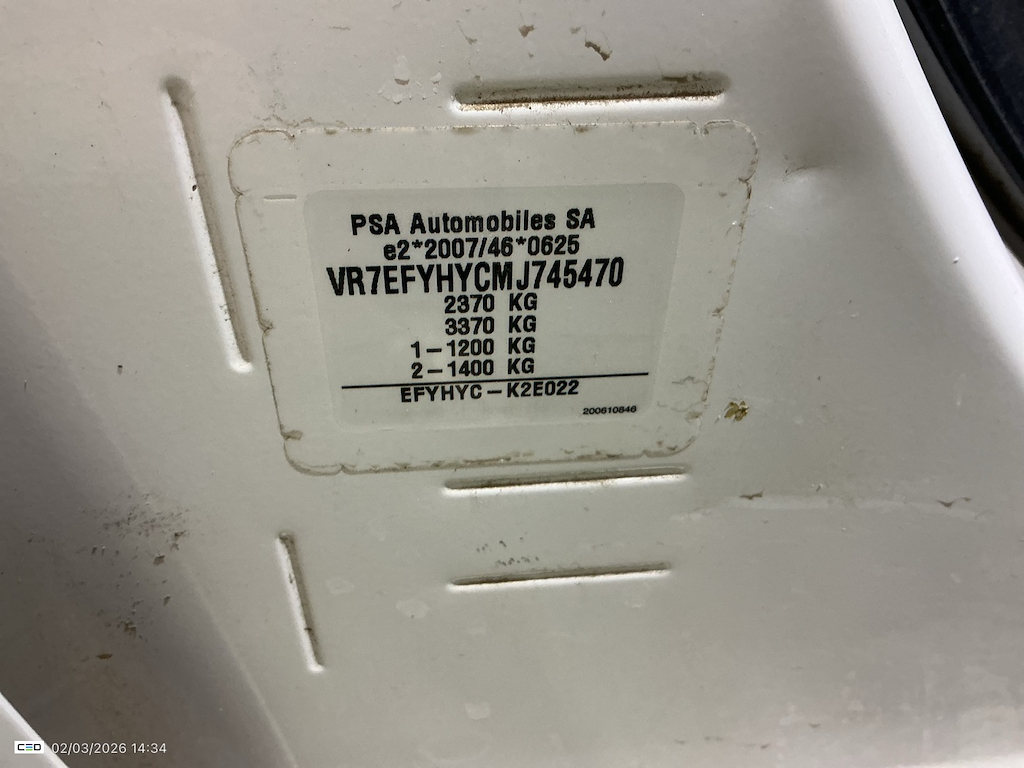 PSA Automobiles SA
e2*2007/46*0625
VR7EFYHYCMJ745470
2370 KG
3370 KG
1-1200 KG
2-1400 KG
EFYHYC-K2E022
200610846
CEO 02/03/2026 14:34